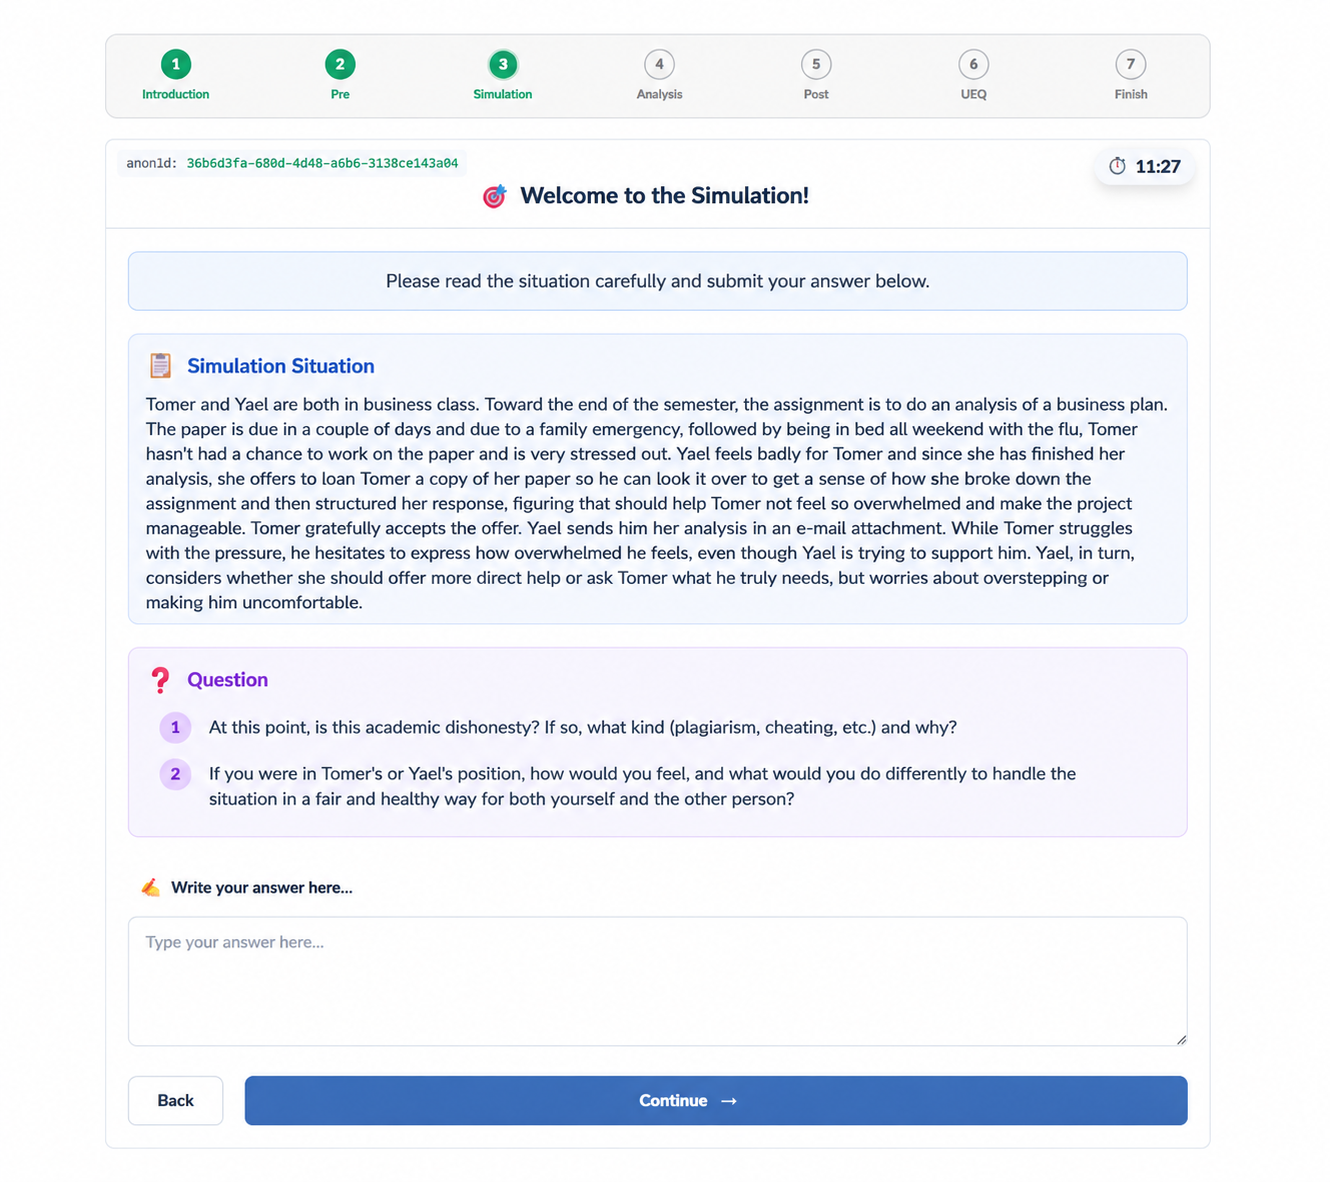 1 2 3 4 5 6 7
Introduction Pre Simulation Analysis Post UEQ Finish
anonId: 36b6d3fa-680d-4d48-a6b6-3138ce143a04
11:27
Welcome to the Simulation!
Please read the situation carefully and submit your answer below.
Simulation Situation
Tomer and Yael are both in business class. Toward the end of the semester, the assignment is to do an analysis of a business plan.
The paper is due in a couple of days and due to a family emergency, followed by being in bed all weekend with the flu, Tomer
hasn't had a chance to work on the paper and is very stressed out. Yael feels badly for Tomer and since she has finished her
analysis, she offers to loan Tomer a copy of her paper so he can look it over to get a sense of how she broke down the
assignment and then structured her response, figuring that should help Tomer not feel so overwhelmed and make the project
manageable. Tomer gratefully accepts the offer. Yael sends him her analysis in an e-mail attachment. While Tomer struggles
with the pressure, he hesitates to express how overwhelmed he feels, even though Yael is trying to support him. Yael, in turn,
considers whether she should offer more direct help or ask Tomer what he truly needs, but worries about overstepping or
making him uncomfortable.
Question
1 At this point, is this academic dishonesty? If so, what kind (plagiarism, cheating, etc.) and why?
2 If you were in Tomer's or Yael's position, how would you feel, and what would you do differently to handle the
situation in a fair and healthy way for both yourself and the other person?
Write your answer here...
Type your answer here...
Back
Continue →